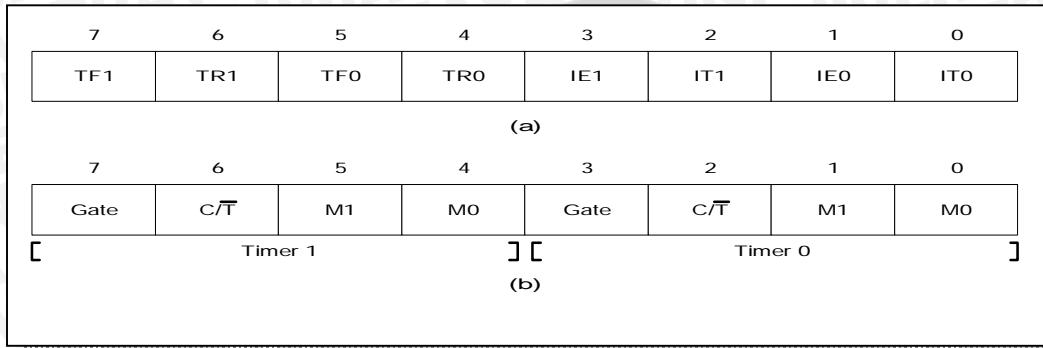 7 6 5 4 3 2 1 0
TF1 TR1 TF0 TR0 IE1 IT1 IE0 IT0
(a)
7 6 5 4 3 2 1 0
Gate C/T̅ M1 M0 Gate C/T̅ M1 M0
[ Timer 1 ] [ Timer 0 ]
(b)